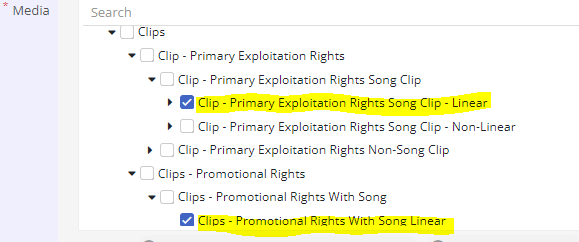 * Media
Search
Clips
Clip - Primary Exploitation Rights
Clip - Primary Exploitation Rights Song Clip
Clip - Primary Exploitation Rights Song Clip - Linear
Clip - Primary Exploitation Rights Song Clip - Non-Linear
Clip - Primary Exploitation Rights Non-Song Clip
Clips - Promotional Rights
Clips - Promotional Rights With Song
Clips - Promotional Rights With Song Linear